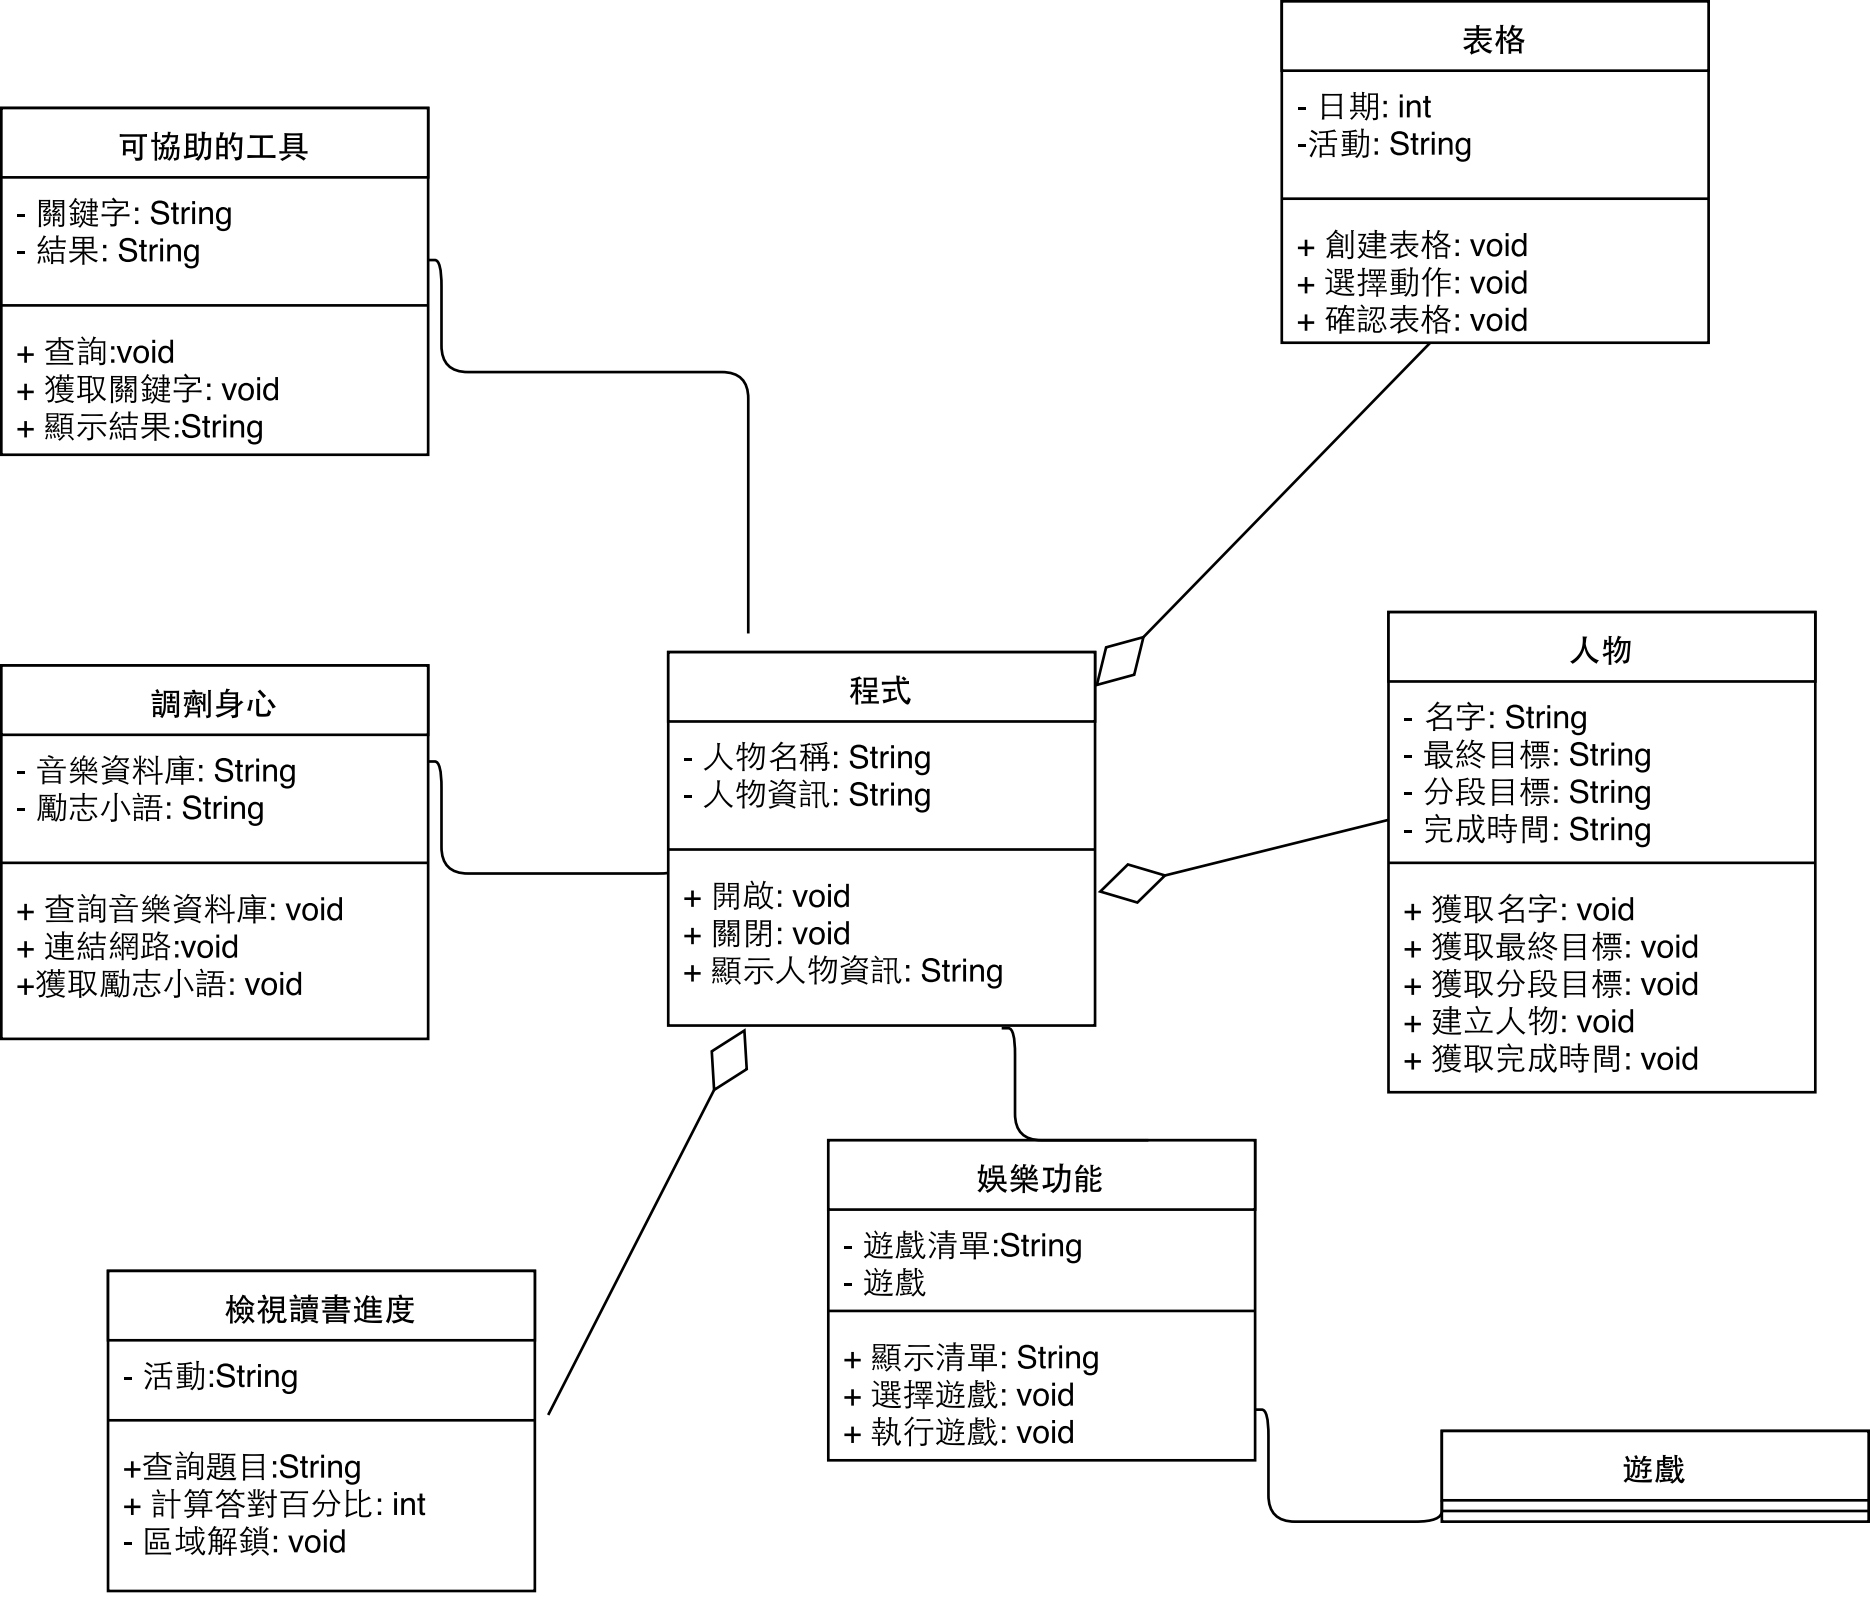 表格
- 日期: int
-活動: String
+ 創建表格: void
+ 選擇動作: void
+ 確認表格: void
可協助的工具
- 關鍵字: String
- 結果: String
+ 查詢:void
+ 獲取關鍵字: void
+ 顯示結果:String
人物
- 名字: String
- 最終目標: String
- 分段目標: String
- 完成時間: String
+ 獲取名字: void
+ 獲取最終目標: void
+ 獲取分段目標: void
+ 建立人物: void
+ 獲取完成時間: void
程式
- 人物名稱: String
- 人物資訊: String
+ 開啟: void
+ 關閉: void
+ 顯示人物資訊: String
調劑身心
- 音樂資料庫: String
- 勵志小語: String
+ 查詢音樂資料庫: void
+ 連結網路:void
+獲取勵志小語: void
娛樂功能
- 遊戲清單:String
- 遊戲
+ 顯示清單: String
+ 選擇遊戲: void
+ 執行遊戲: void
檢視讀書進度
- 活動:String
+查詢題目:String
+ 計算答對百分比: int
- 區域解鎖: void
遊戲